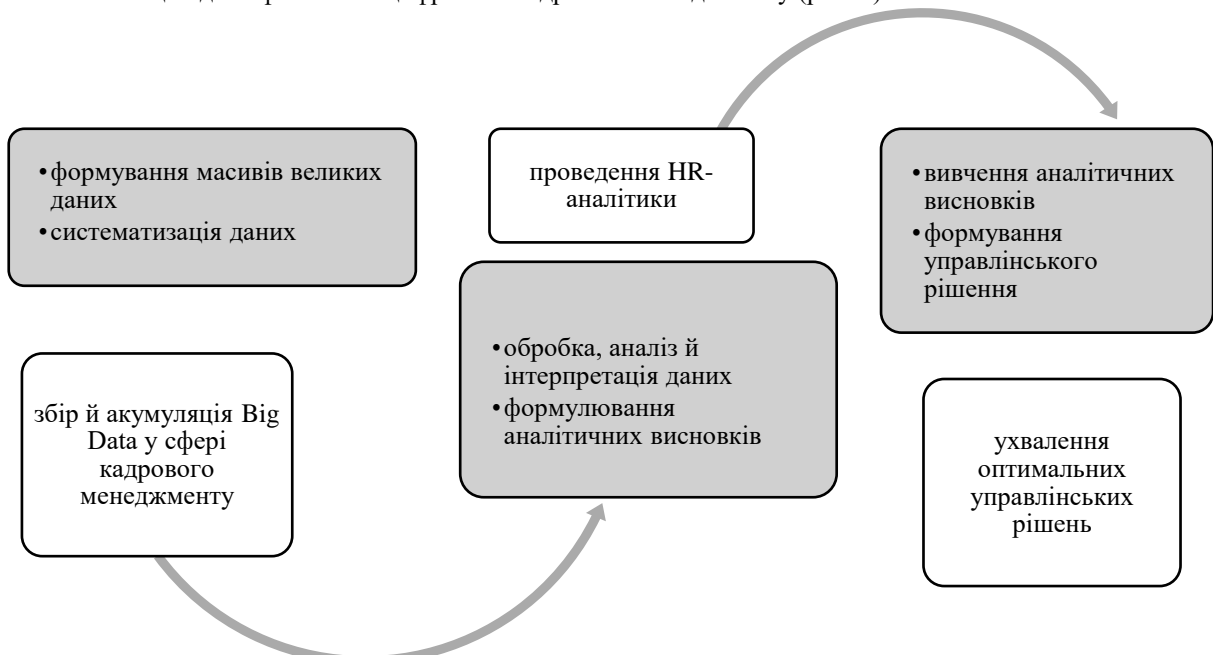 •формування масивів великих
даних
•систематизація даних
збір й акумуляція Big
Data у сфері
кадрового
менеджменту
проведення HR-
аналітики
•обробка, аналіз й
інтерпретація даних
•формулювання
аналітичних висновків
•вивчення аналітичних
висновків
•формування
управлінського
рішення
ухвалення
оптимальних
управлінських
рішень